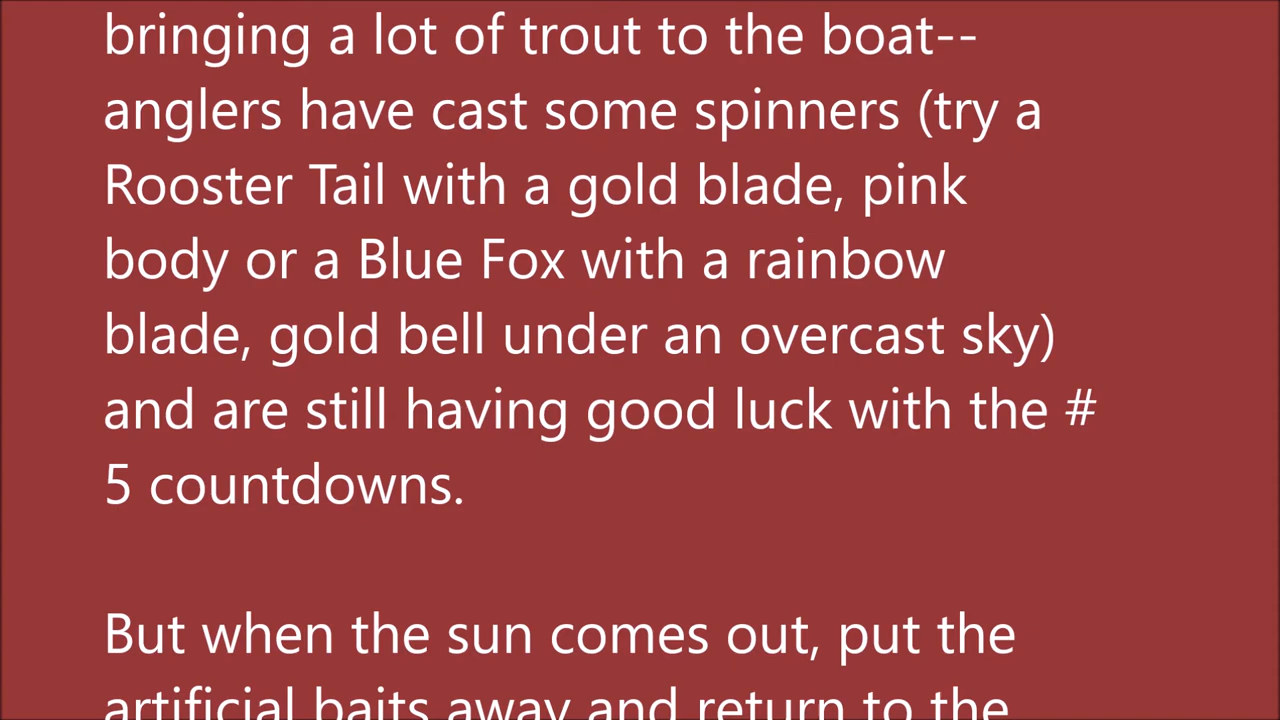 bringing a lot of trout to the boat--
anglers have cast some spinners (try a
Rooster Tail with a gold blade, pink
body or a Blue Fox with a rainbow
blade, gold bell under an overcast sky)
and are still having good luck with the #
5 countdowns.
But when the sun comes out, put the
artificial baits away and return to the